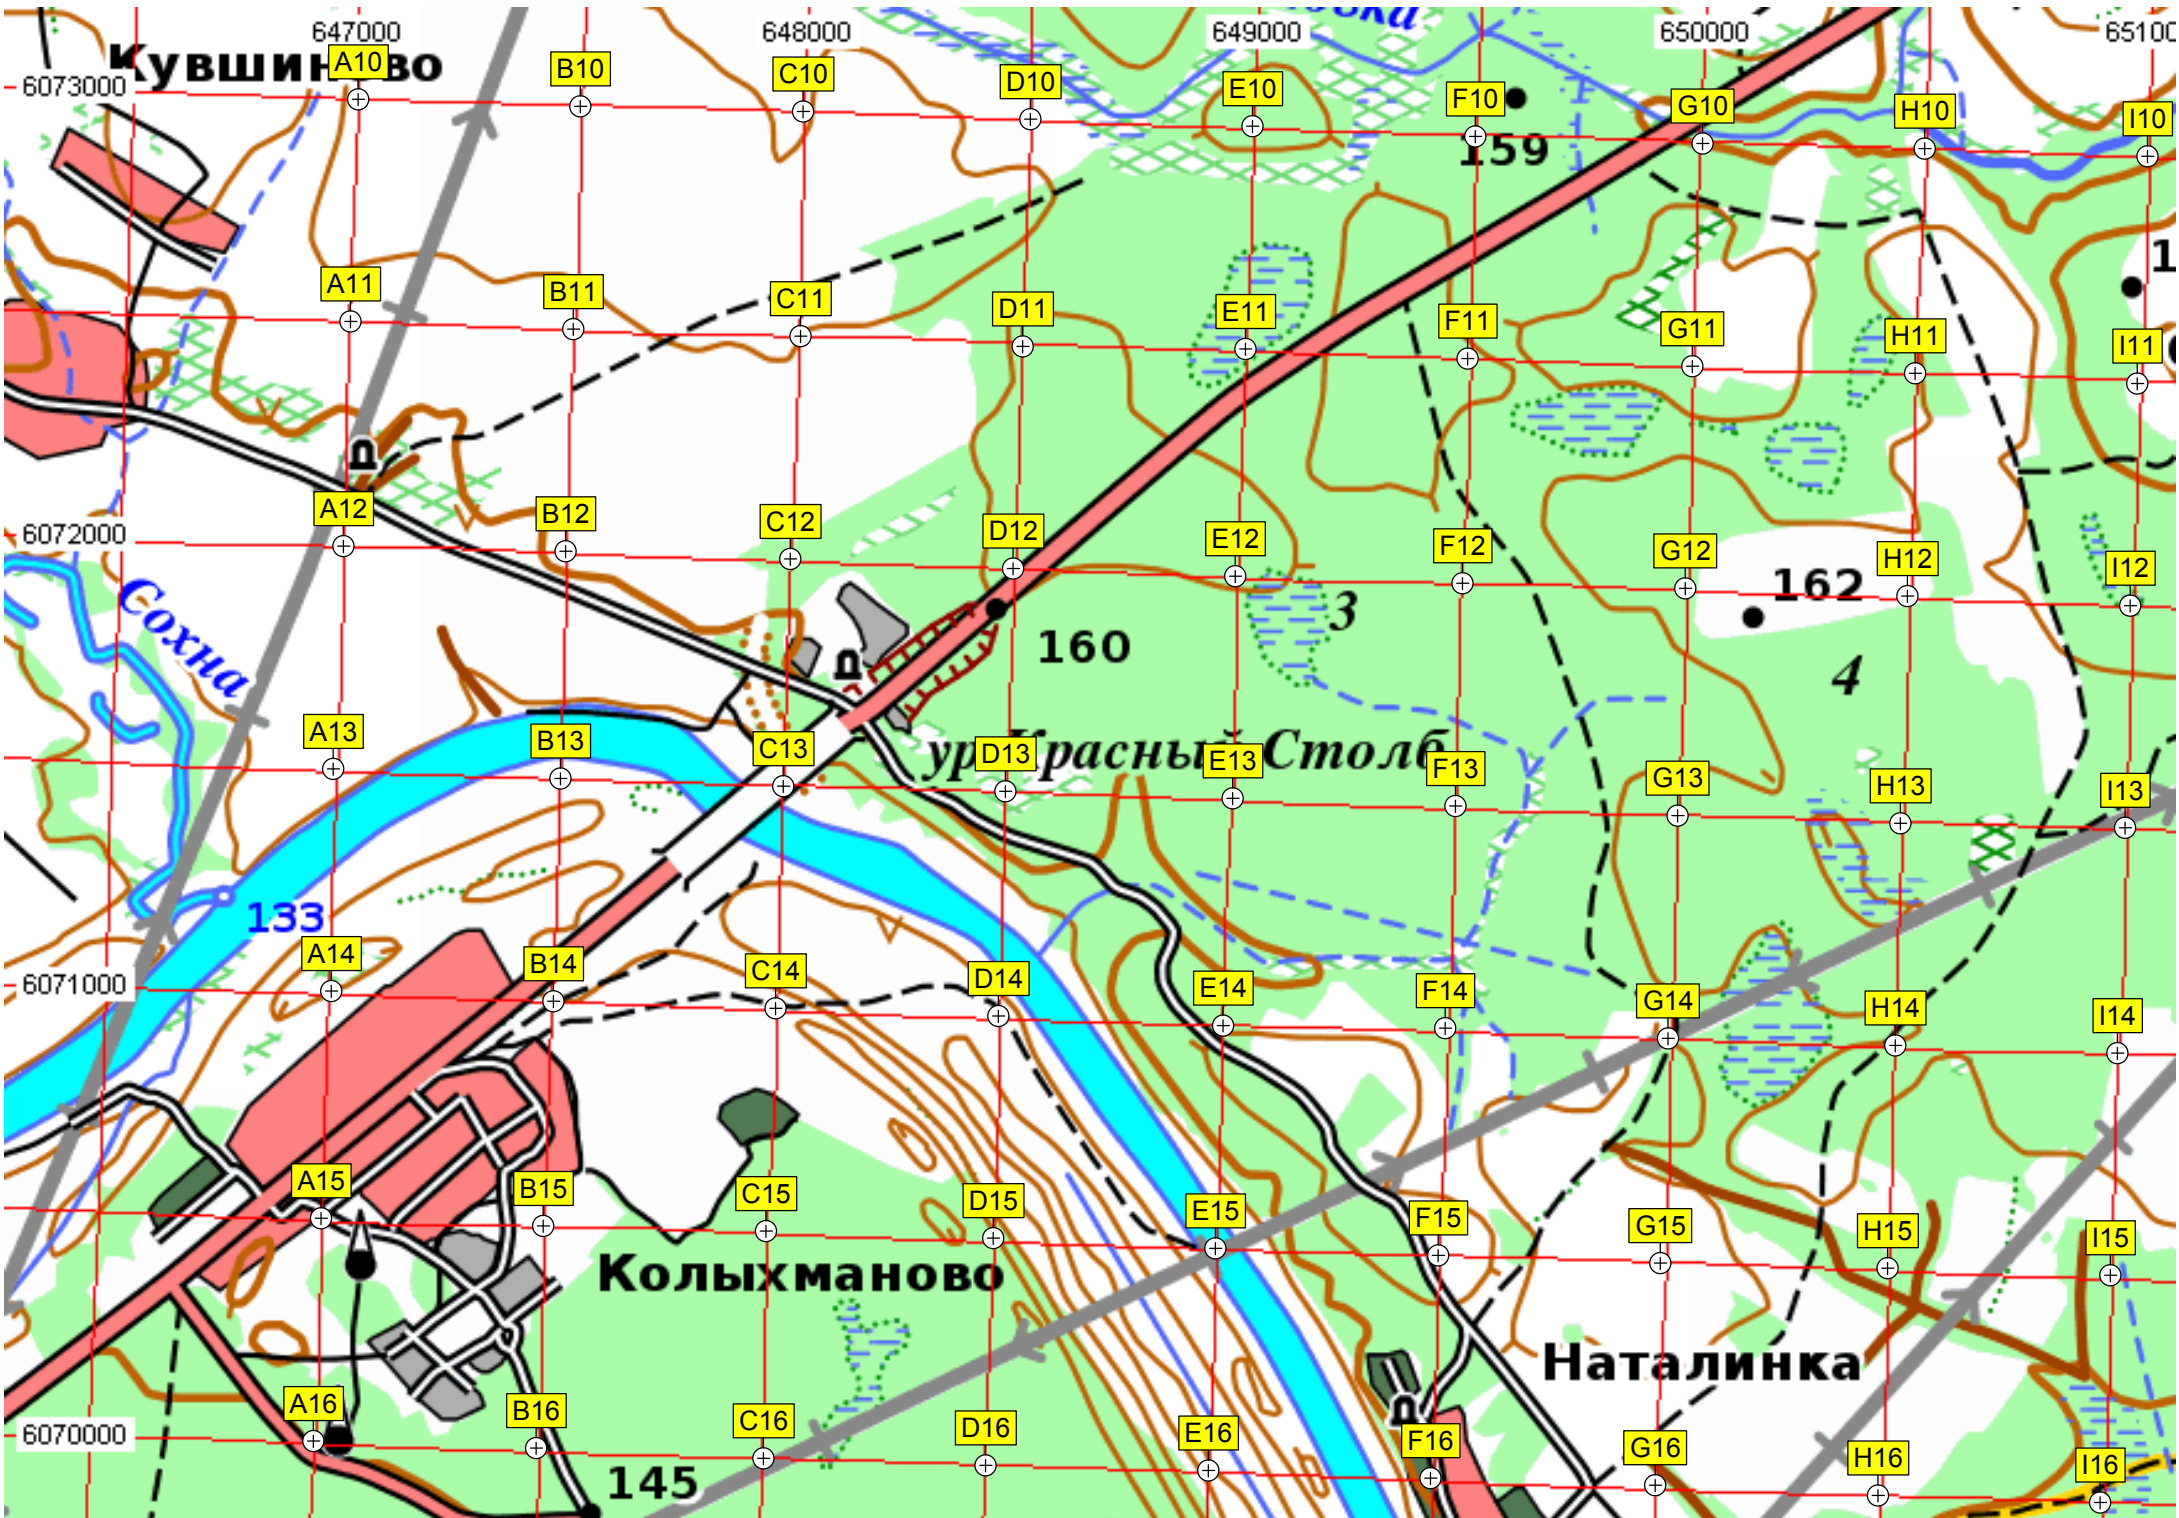 647000 648000 649000 650000
Кувшиново
6073000
A10 B10 C10 D10 E10 F10 G10 H10 I10
159
A11 B11 C11 D11 E11 F11 G11 H11 I11
A12 B12 C12 D12 E12 F12 G12 H12 I12
6072000
Сохна
162
3
160
4
A13 B13 C13 D13 E13 F13 G13 H13 I13
ур Красный Столб
133
A14 B14 C14 D14 E14 F14 G14 H14 I14
6071000
A15 B15 C15 D15 E15 F15 G15 H15 I15
Колыхманово
Наталинка
A16 B16 C16 D16 E16 F16 G16 H16 I16
6070000
145